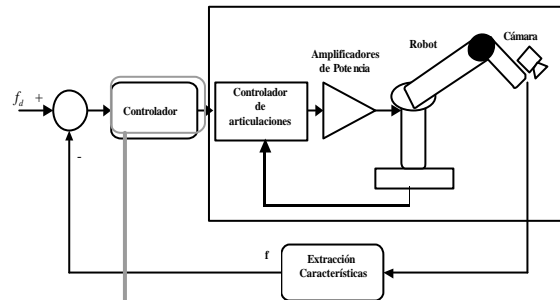 Cámara
Robot
Amplificadores
de Potencia
f_d +
Controlador
Controlador
de
articulaciones
-
f
Extracción
Características